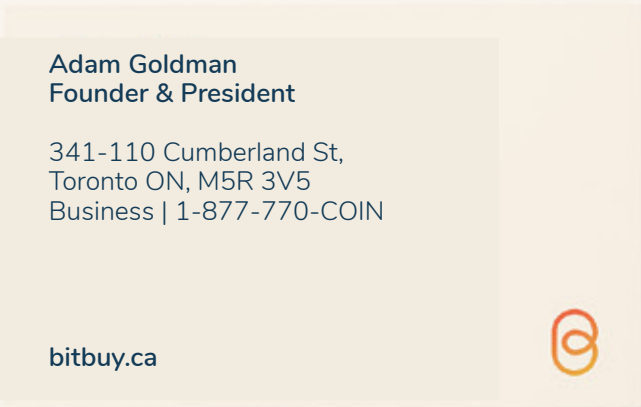 Adam Goldman
Founder & President
341-110 Cumberland St,
Toronto ON, M5R 3V5
Business | 1-877-770-COIN
bitbuy.ca